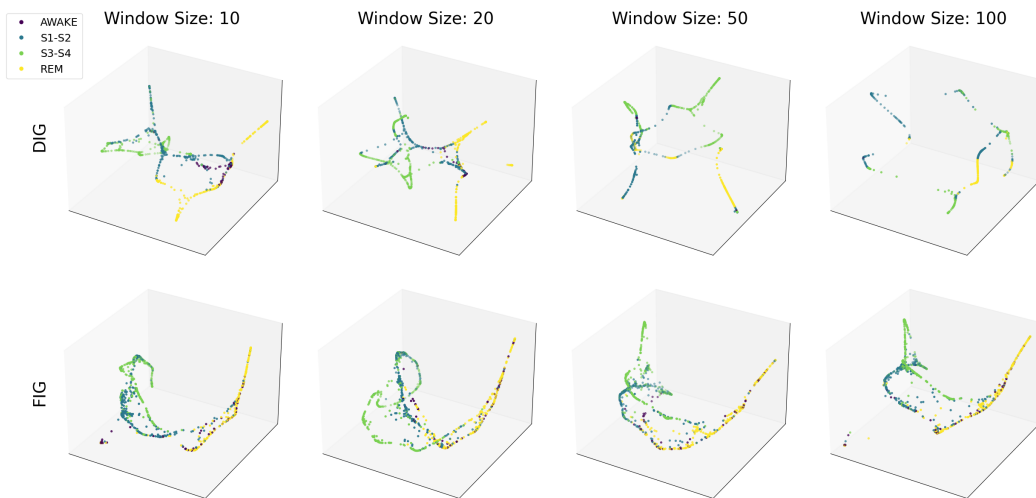 AWAKE
S1-S2
S3-S4
REM
Window Size: 10
Window Size: 20
Window Size: 50
Window Size: 100
DIG
FIG